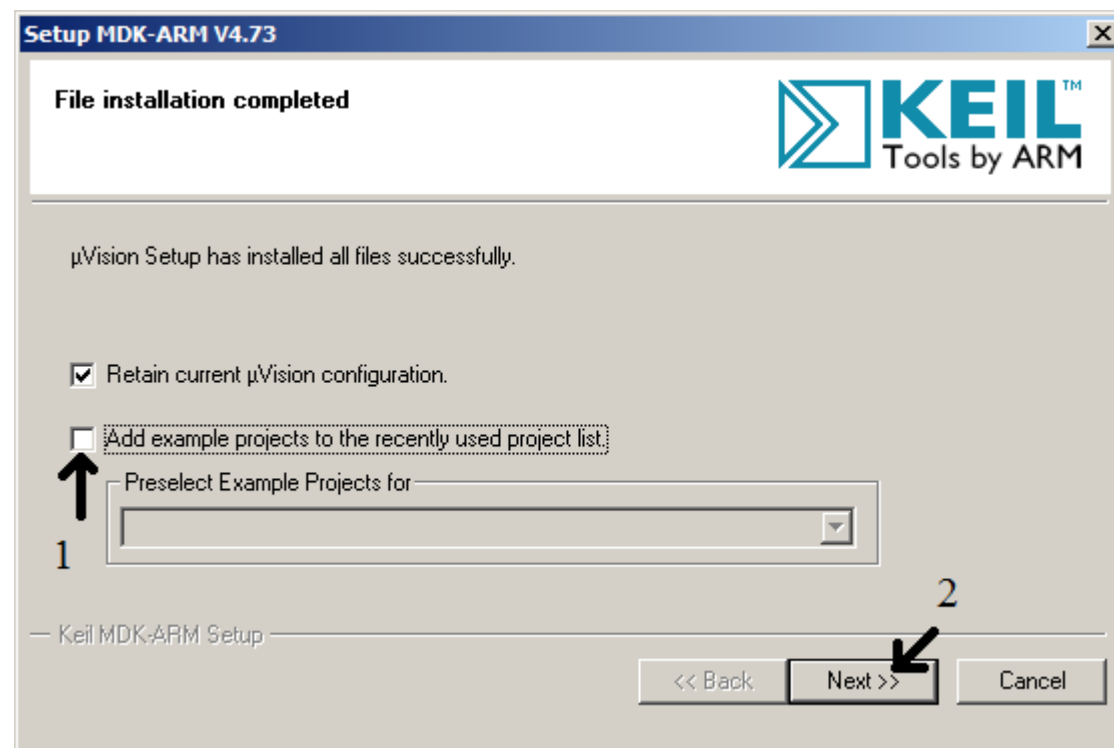 Setup MDK-ARM V4.73
File installation completed
KEIL™
Tools by ARM
µVision Setup has installed all files successfully.
Retain current µVision configuration.
Add example projects to the recently used project list.
Preselect Example Projects for
1
2
Keil MDK-ARM Setup
<< Back Next >> Cancel